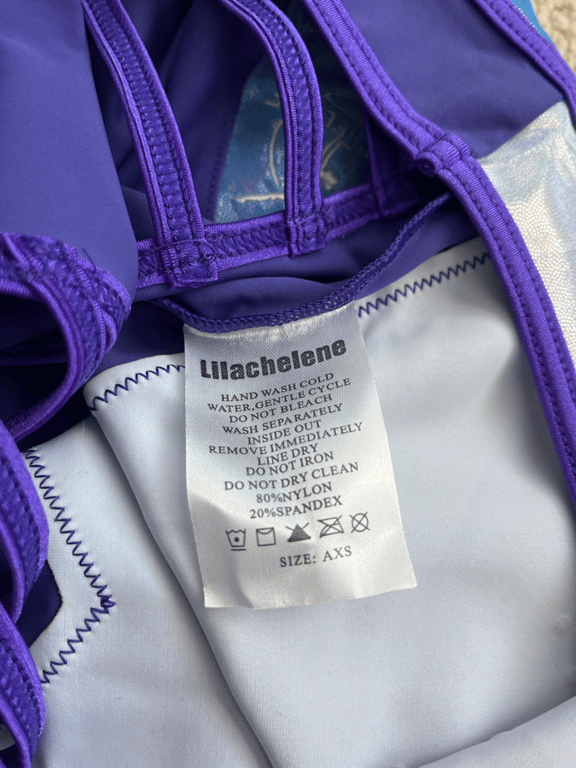 Lilachelene
HAND WASH COLD
WATER,GENTLE CYCLE
DO NOT BLEACH
WASH SEPARATELY
INSIDE OUT
REMOVE IMMEDIATELY
LINE DRY
DO NOT IRON
DO NOT DRY CLEAN
80%NYLON
20%SPANDEX
SIZE: AXS